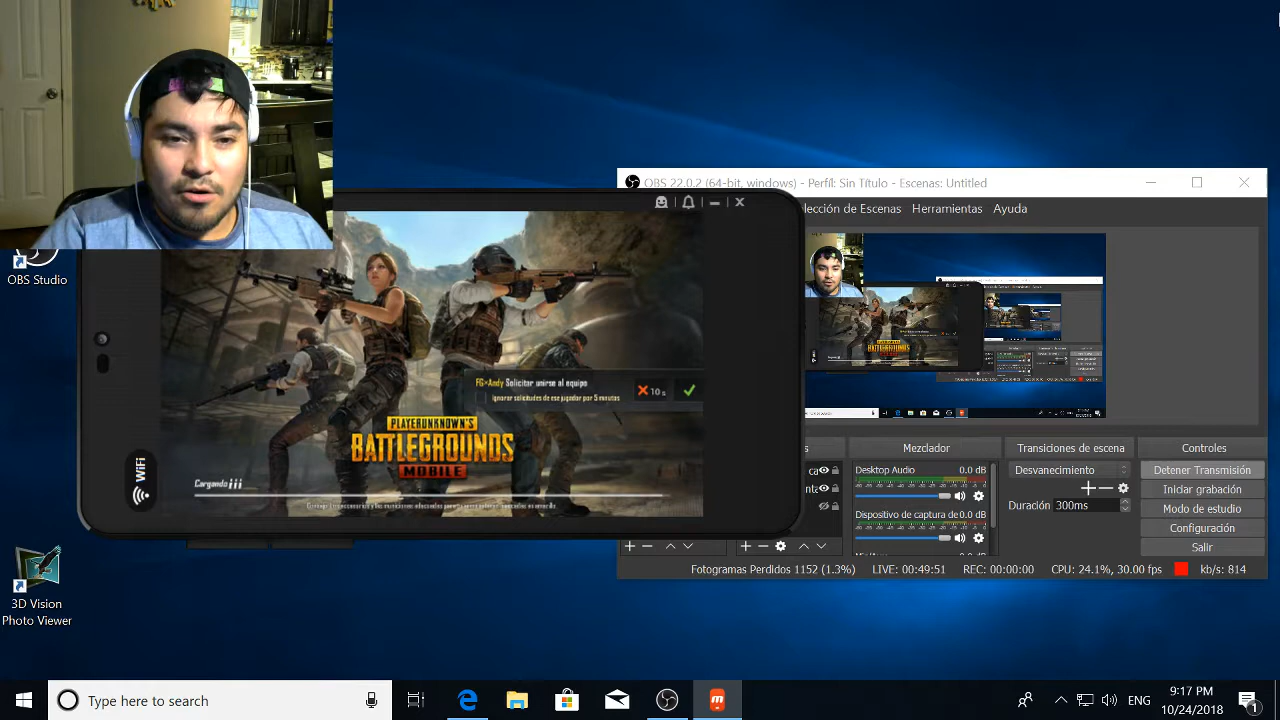 OBS 22.0.2 (64-bit, windows) - Perfil: Sin Título - Escenas: Untitled
lección de Escenas Herramientas Ayuda
OBS Studio
FG×Andy Solicitar unirse al equipo
Ignorar solicitudes de ese jugador por 5 minutos
10 s
PLAYERUNKNOWN'S
BATTLEGROUNDS
MOBILE
WiFi
Cargando
s
Mezclador
Transiciones de escena
Controles
Desktop Audio 0.0 dB
Dispositivo de captura de 0.0 dB
Desvanecimiento
Duración 300ms
Detener Transmisión
Iniciar grabación
Modo de estudio
Configuración
Salir
Fotogramas Perdidos 1152 (1.3%) LIVE: 00:49:51 REC: 00:00:00 CPU: 24.1%, 30.00 fps kb/s: 814
3D Vision
Photo Viewer
Type here to search
ENG
9:17 PM
10/24/2018
1